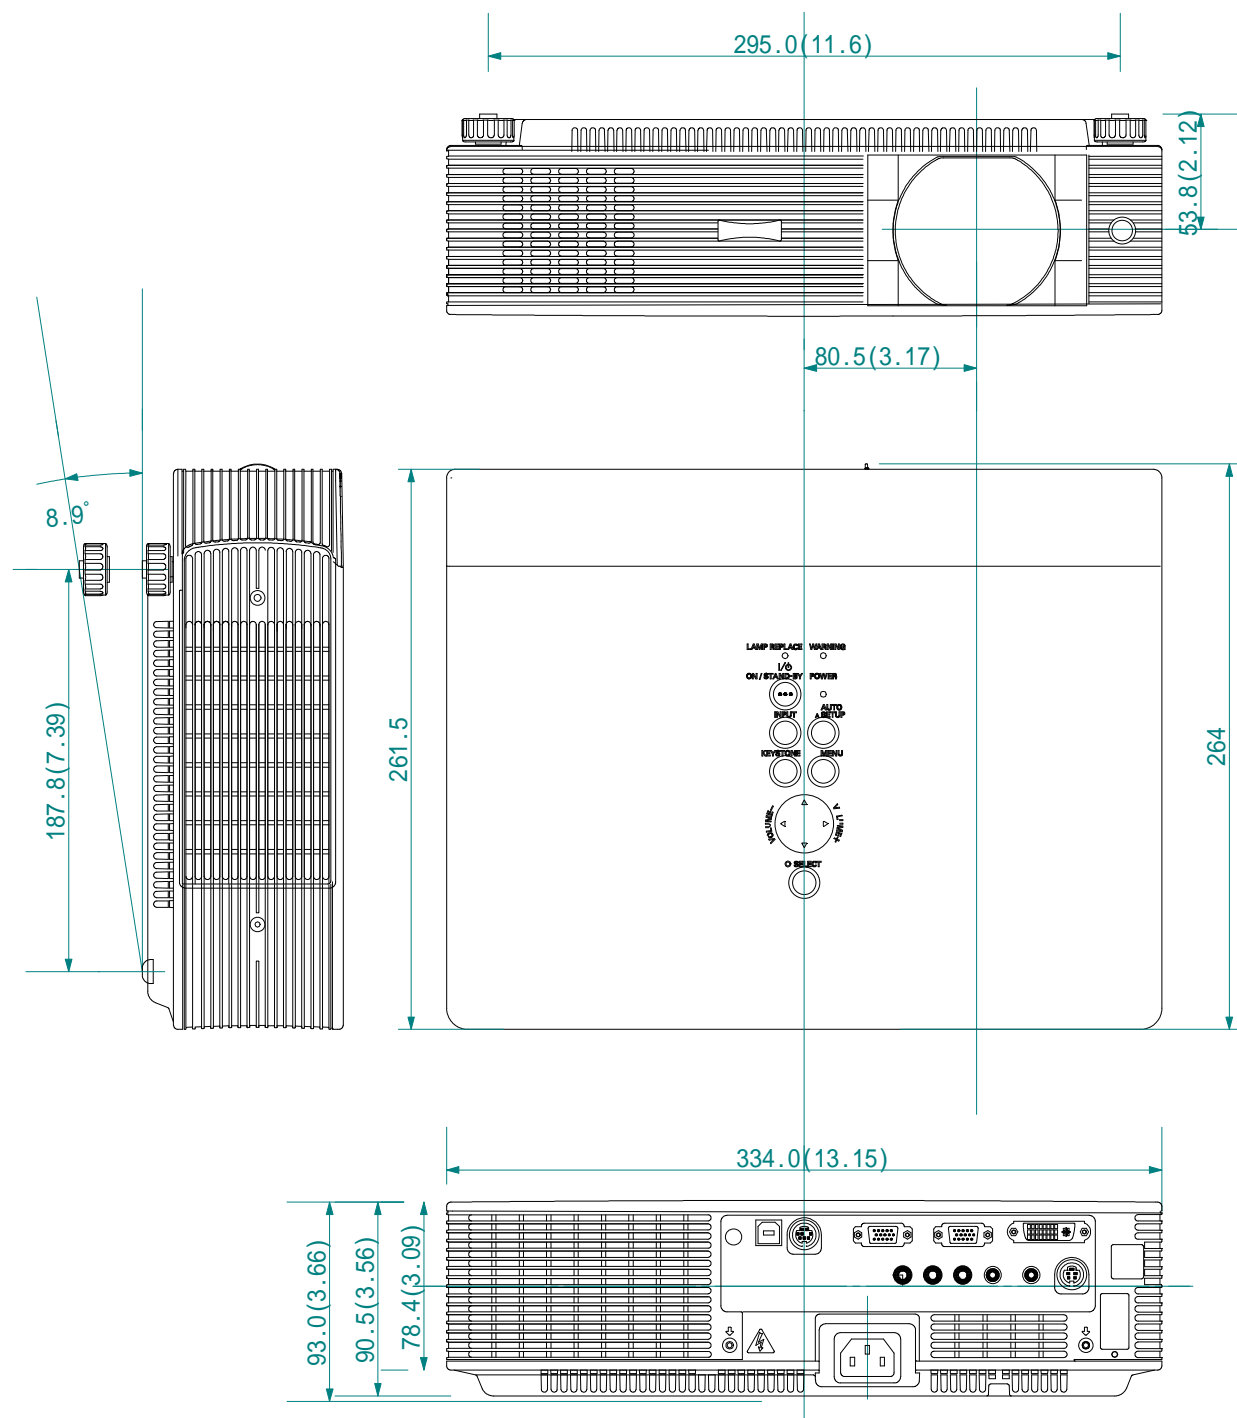 295.0(11.6)
53.8(2.12)
80.5(3.17)
8.9°
187.8(7.39)
261.5
264
LAMP REPLACE WARNING
I/
ON / STAND-BY POWER
AUTO
INPUT ▲SETUP
KEYSTONE MENU
VOLUME-
SELECT
334.0(13.15)
93.0(3.66)
90.5(3.56)
78.4(3.09)